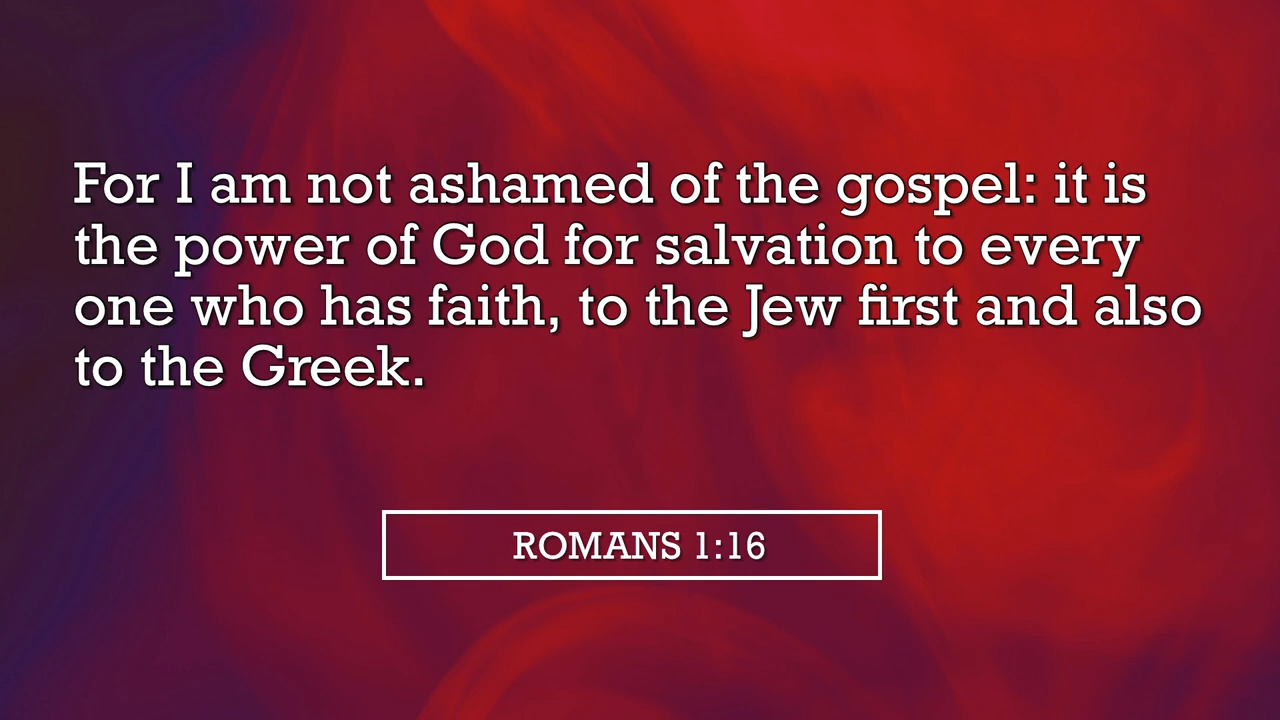 For I am not ashamed of the gospel: it is
the power of God for salvation to every
one who has faith, to the Jew first and also
to the Greek.
ROMANS 1:16